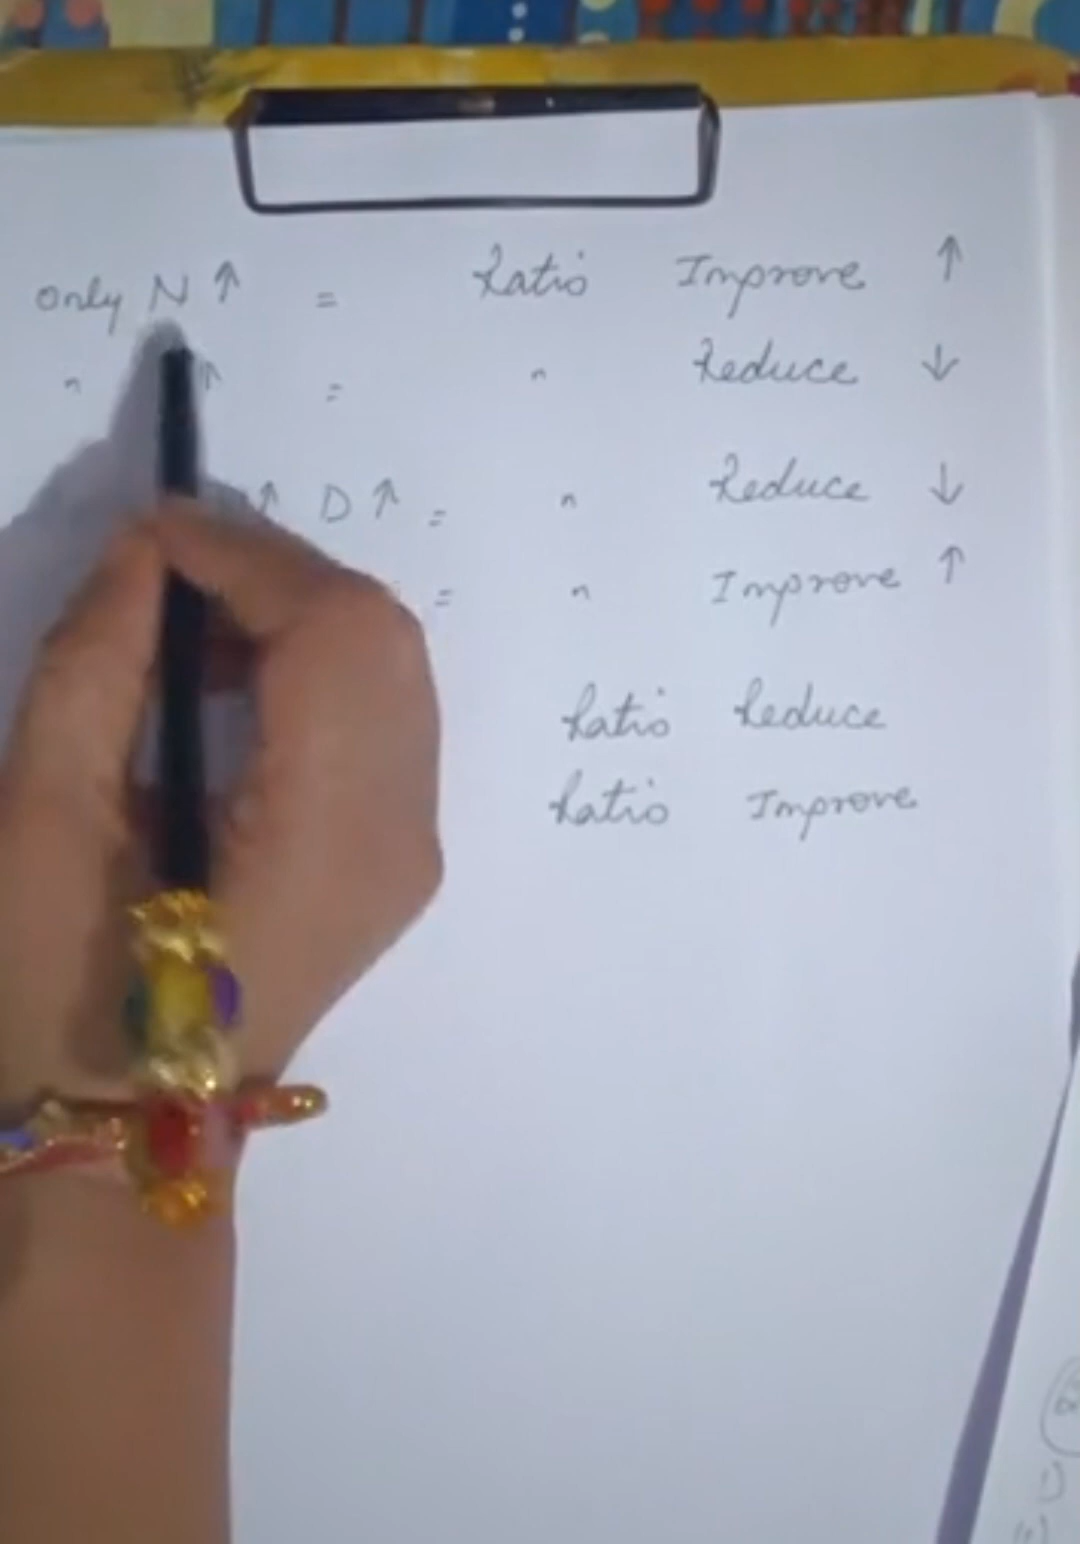 Only N ↑ = Ratio Improve ↑
" ↑ = " Reduce ↓
↑ D ↑ = " Reduce ↓
= " Improve ↑
Ratio Reduce
Ratio Improve